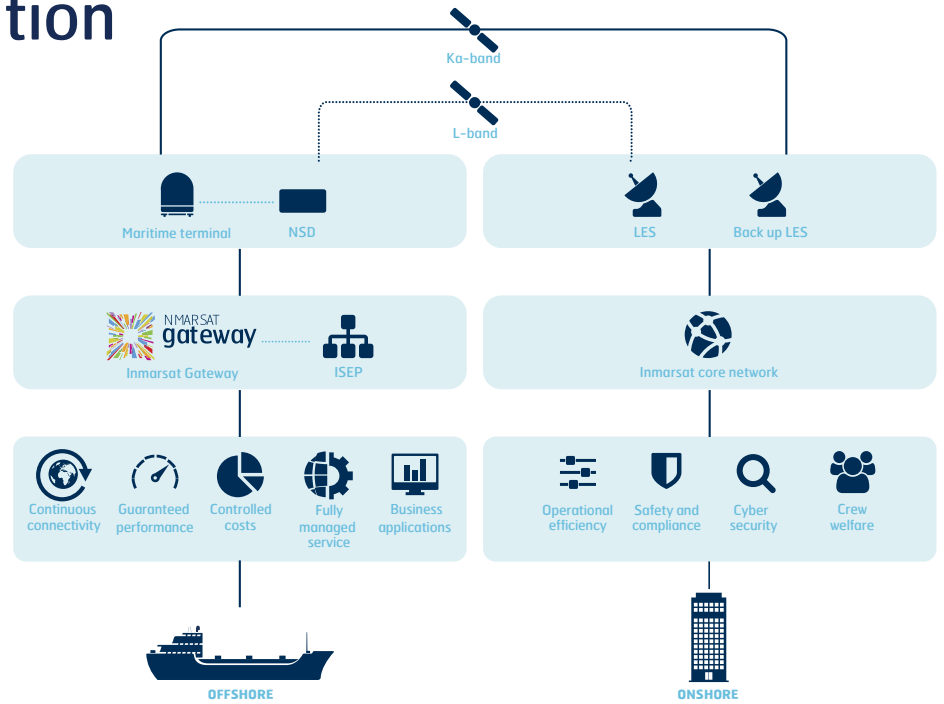 tion
Ka-band
L-band
Maritime terminal
NSD
LES
Back up LES
NMARSAT
gateway
Inmarsat Gateway
ISEP
Inmarsat core network
Continuous
connectivity
Guaranteed
performance
Controlled
costs
Fully
managed
service
Business
applications
Operational
efficiency
Safety and
compliance
Cyber
security
Crew
welfare
OFFSHORE
ONSHORE